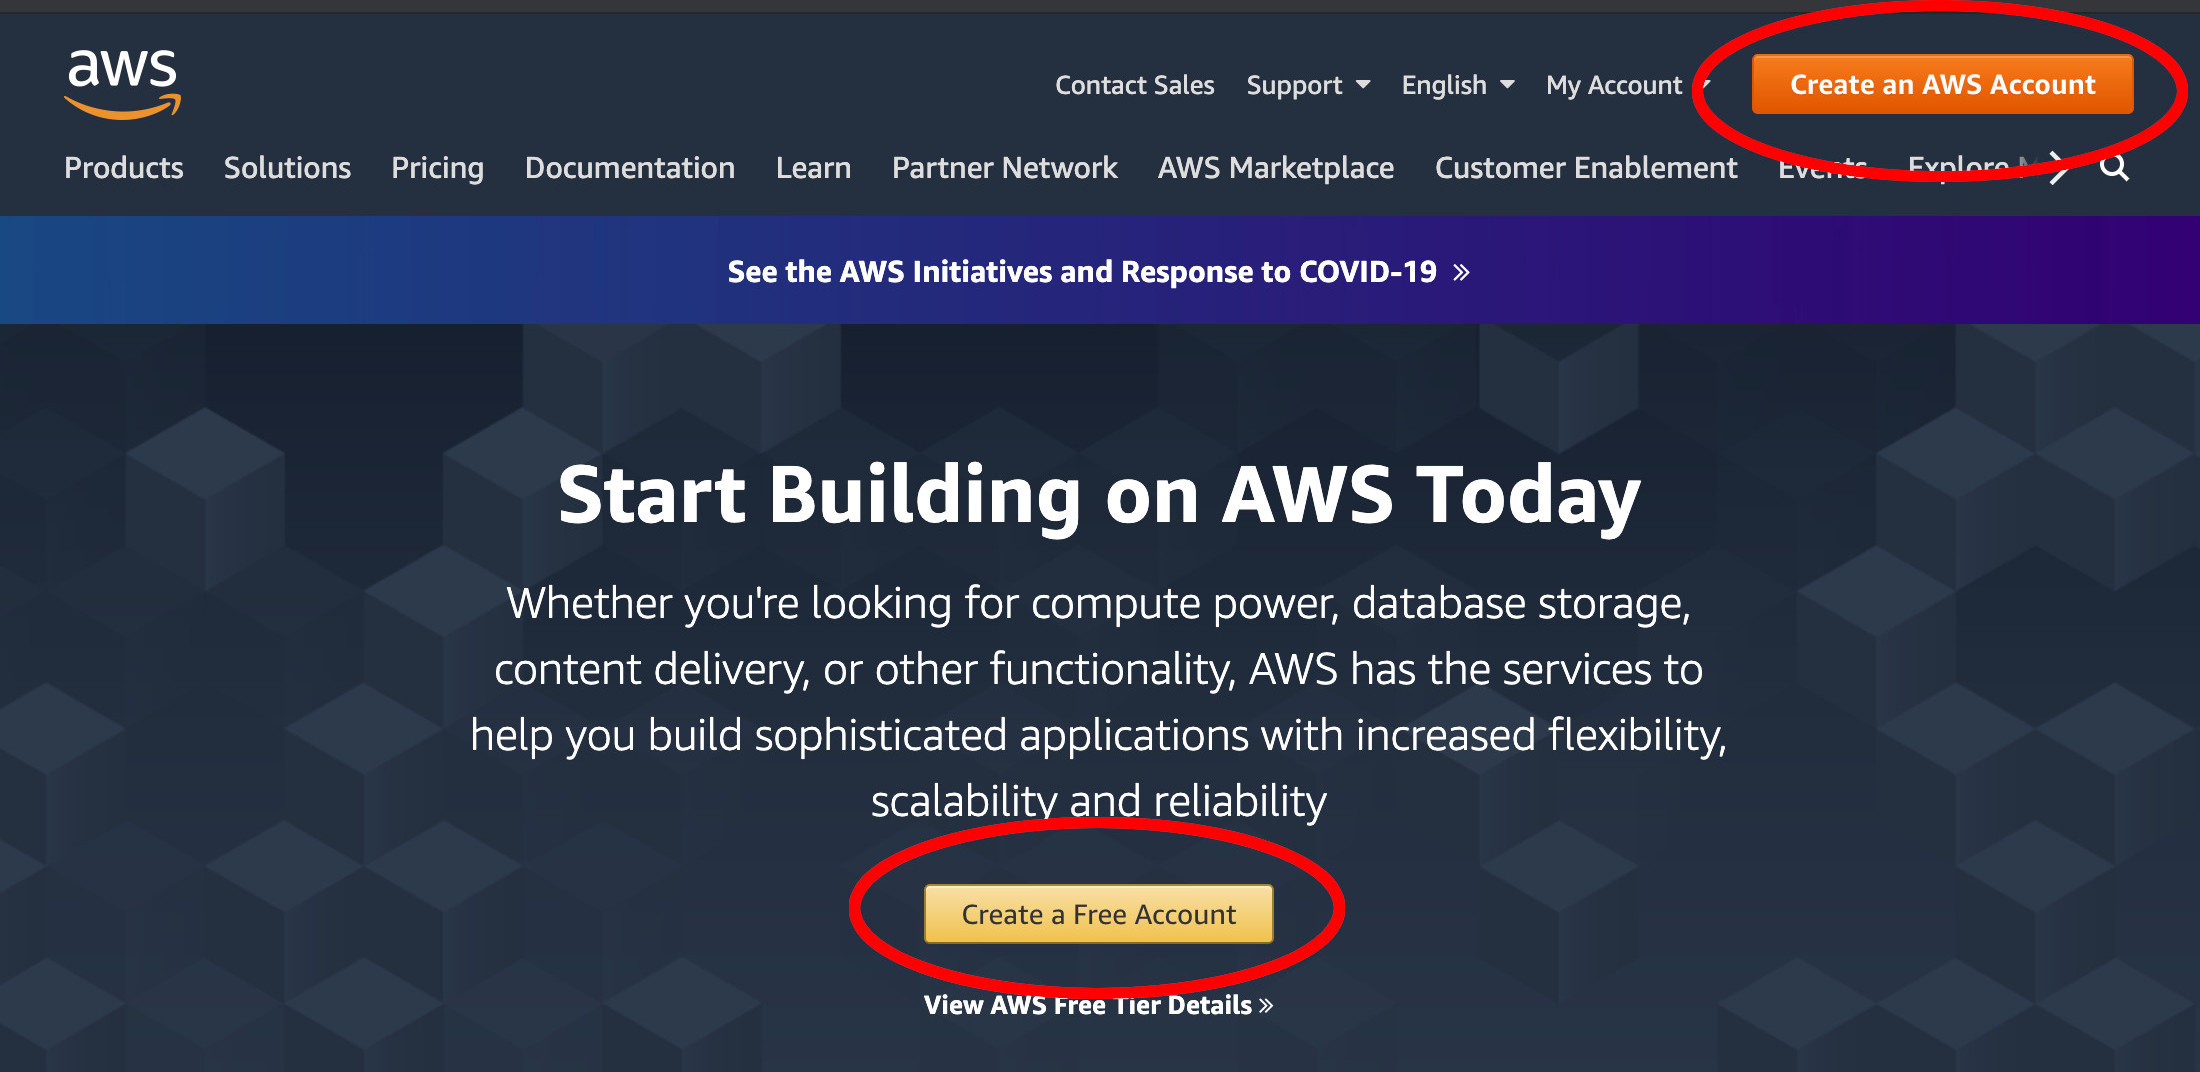 aws
Contact Sales Support English My Account Create an AWS Account
Products Solutions Pricing Documentation Learn Partner Network AWS Marketplace Customer Enablement Events Explore
See the AWS Initiatives and Response to COVID-19 »
Start Building on AWS Today
Whether you're looking for compute power, database storage,
content delivery, or other functionality, AWS has the services to
help you build sophisticated applications with increased flexibility,
scalability and reliability
Create a Free Account
View AWS Free Tier Details »